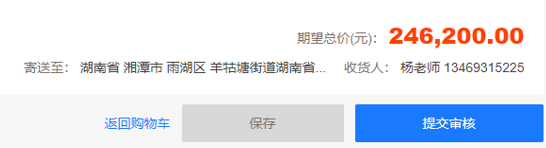 期望总价(元)： 246,200.00
寄送至： 湖南省 湘潭市 雨湖区 羊牯塘街道湖南省... 收货人： 杨老师 13469315225
返回购物车 保存 提交审核